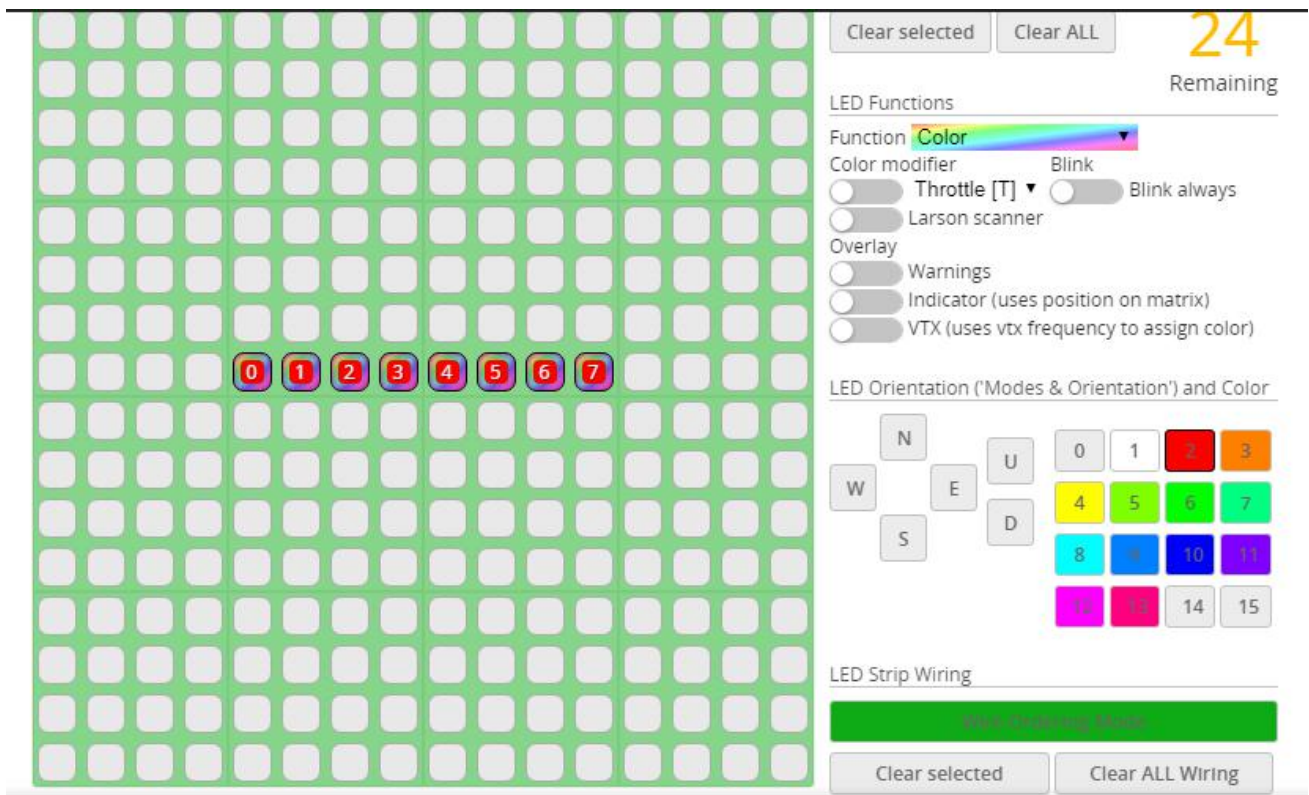 Clear selected Clear ALL
24
Remaining
LED Functions
Function Color
Color modifier Blink
Throttle [T] Blink always
Larson scanner
Overlay
Warnings
Indicator (uses position on matrix)
VTX (uses vtx frequency to assign color)
0 1 2 3 4 5 6 7
LED Orientation ('Modes & Orientation') and Color
N
W E
S
U
D
0 1 2 3
4 5 6 7
8 9 10 11
12 13 14 15
LED Strip Wiring
Wire Ordering Mode
Clear selected Clear ALL Wiring